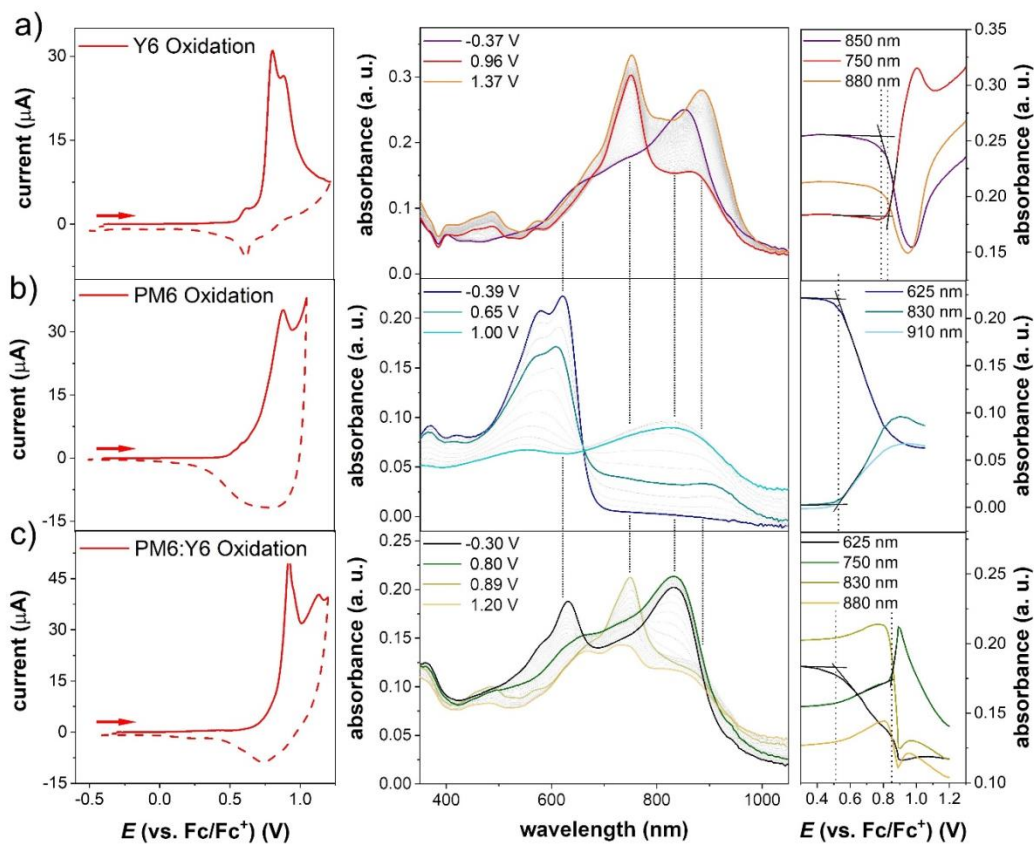 a)
Y6 Oxidation
current (μA)
30
15
0
-0.37 V
0.96 V
1.37 V
absorbance (a. u.)
0.3
0.2
0.1
0.0
850 nm
750 nm
880 nm
0.35
0.30
0.25
0.20
0.15
absorbance (a. u.)
b)
PM6 Oxidation
current (μA)
30
15
0
-15
-0.39 V
0.65 V
1.00 V
absorbance (a. u.)
0.20
0.15
0.10
0.05
0.00
625 nm
830 nm
910 nm
0.20
0.15
0.10
0.05
0.00
absorbance (a. u.)
c)
PM6:Y6 Oxidation
current (μA)
45
30
15
0
-15
-0.5 0.0 0.5 1.0
E (vs. Fc/Fc+) (V)
-0.30 V
0.80 V
0.89 V
1.20 V
absorbance (a. u.)
0.25
0.20
0.15
0.10
0.05
0.00
400 600 800 1000
wavelength (nm)
625 nm
750 nm
830 nm
880 nm
0.25
0.20
0.15
0.10
absorbance (a. u.)
0.4 0.6 0.8 1.0 1.2
E (vs. Fc/Fc+) (V)